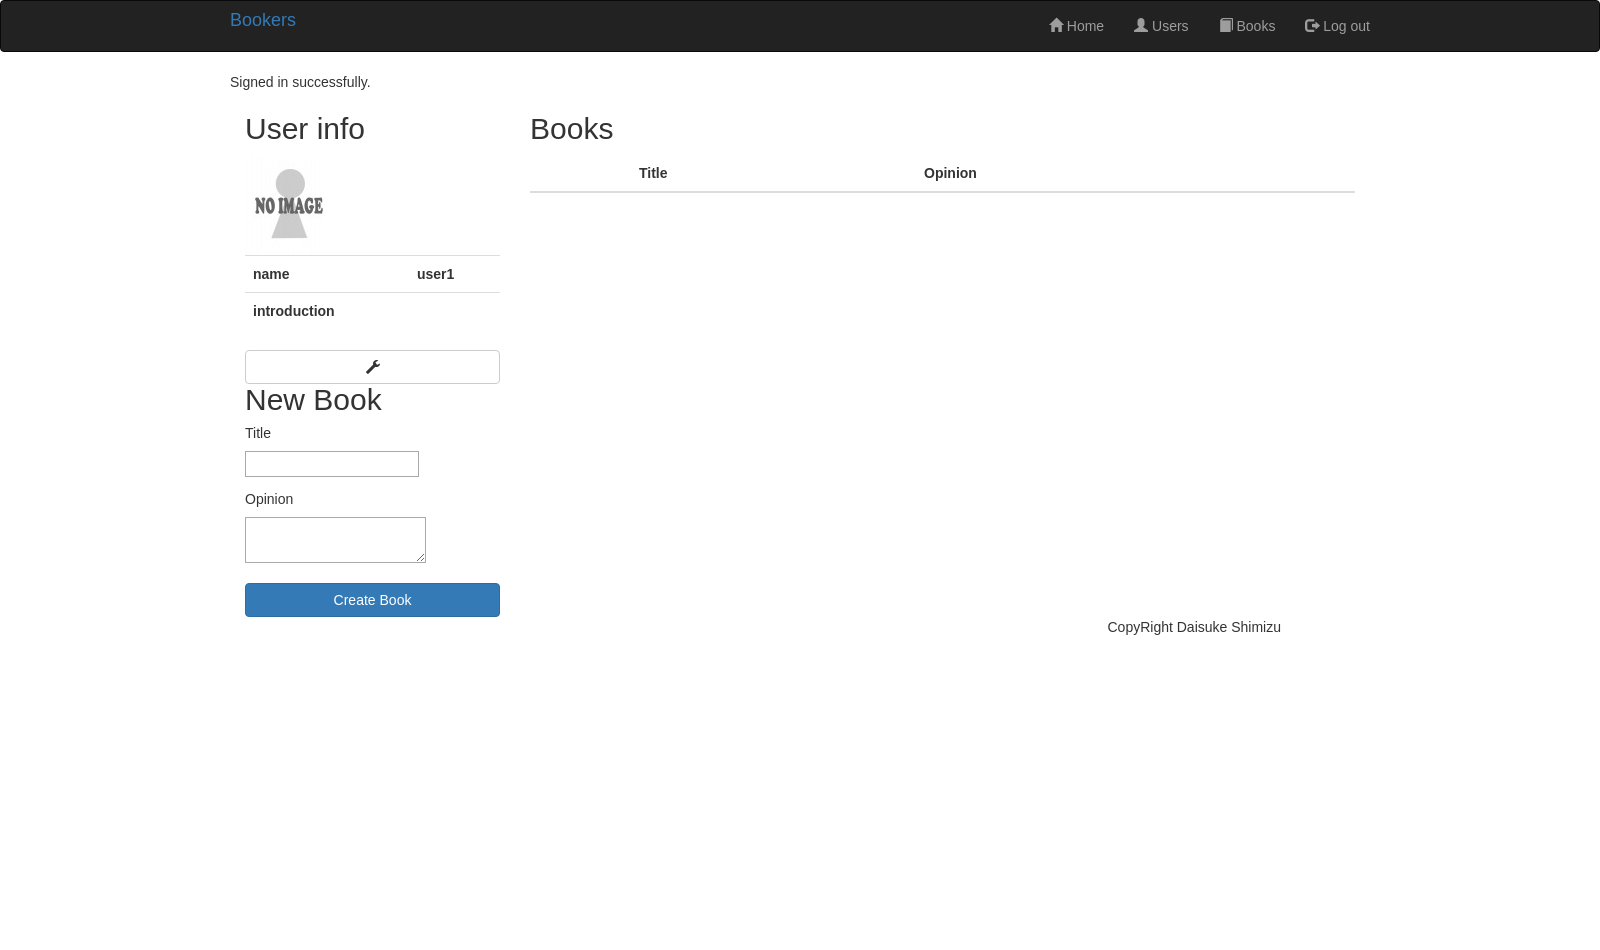 Bookers
Home Users Books Log out
Signed in successfully.
User info
NO IMAGE
name user1
introduction
New Book
Title
Opinion
Create Book
Books
Title Opinion
CopyRight Daisuke Shimizu